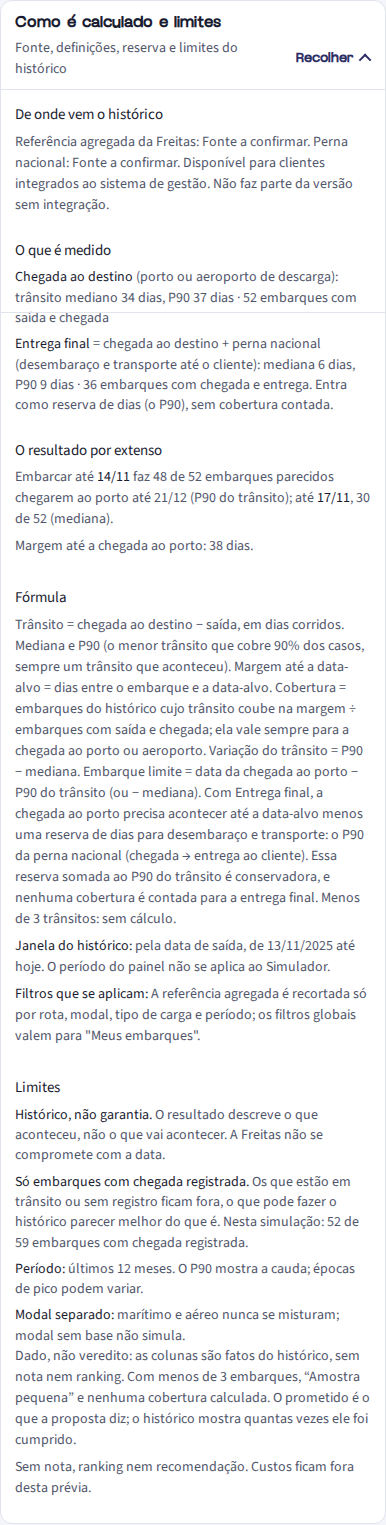 Como é calculado e limites
Fonte, definições, reserva e limites do
histórico
Recolher
De onde vem o histórico
Referência agregada da Freitas: Fonte a confirmar. Perna
nacional: Fonte a confirmar. Disponível para clientes
integrados ao sistema de gestão. Não faz parte da versão
sem integração.
O que é medido
Chegada ao destino (porto ou aeroporto de descarga):
trânsito mediano 34 dias, P90 37 dias · 52 embarques com
saída e chegada
Entrega final = chegada ao destino + perna nacional
(desembaraço e transporte até o cliente): mediana 6 dias,
P90 9 dias · 36 embarques com chegada e entrega. Entra
como reserva de dias (o P90), sem cobertura contada.
O resultado por extenso
Embarcar até 14/11 faz 48 de 52 embarques parecidos
chegarem ao porto até 21/12 (P90 do trânsito); até 17/11, 30
de 52 (mediana).
Margem até a chegada ao porto: 38 dias.
Fórmula
Trânsito = chegada ao destino − saída, em dias corridos.
Mediana e P90 (o menor trânsito que cobre 90% dos casos,
sempre um trânsito que aconteceu). Margem até a data-
alvo = dias entre o embarque e a data-alvo. Cobertura =
embarques do histórico cujo trânsito coube na margem ÷
embarques com saída e chegada; ela vale sempre para a
chegada ao porto ou aeroporto. Variação do trânsito = P90
− mediana. Embarque limite = data da chegada ao porto −
P90 do trânsito (ou − mediana). Com Entrega final, a
chegada ao porto precisa acontecer até a data-alvo menos
uma reserva de dias para desembaraço e transporte: o P90
da perna nacional (chegada → entrega ao cliente). Essa
reserva somada ao P90 do trânsito é conservadora, e
nenhuma cobertura é contada para a entrega final. Menos
de 3 trânsitos: sem cálculo.
Janela do histórico: pela data de saída, de 13/11/2025 até
hoje. O período do painel não se aplica ao Simulador.
Filtros que se aplicam: A referência agregada é recortada só
por rota, modal, tipo de carga e período; os filtros globais
valem para "Meus embarques".
Limites
Histórico, não garantia. O resultado descreve o que
aconteceu, não o que vai acontecer. A Freitas não se
compromete com a data.
Só embarques com chegada registrada. Os que estão em
trânsito ou sem registro ficam fora, o que pode fazer o
histórico parecer melhor do que é. Nesta simulação: 52 de
59 embarques com chegada registrada.
Período: últimos 12 meses. O P90 mostra a cauda; épocas
de pico podem variar.
Modal separado: marítimo e aéreo nunca se misturam;
modal sem base não simula.
Dado, não veredito: as colunas são fatos do histórico, sem
nota nem ranking. Com menos de 3 embarques, “Amostra
pequena” e nenhuma cobertura calculada. O prometido é o
que a proposta diz; o histórico mostra quantas vezes ele foi
cumprido.
Sem nota, ranking nem recomendação. Custos ficam fora
desta prévia.